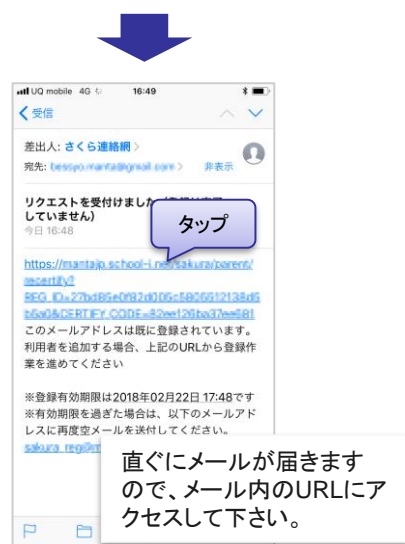 UQ mobile 4G 16:49
受信
差出人: さくら連絡網
宛先:
非表示
リクエストを受付けました
していません)
今日 16:48
タップ
https://mantajp.school-i.net/sakura/parent/
recertify?
このメールアドレスは既に登録されています。
利用者を追加する場合、上記のURLから登録作
業を進めてください
※登録有効期限は2018年02月22日 17:48です
※有効期限を過ぎた場合は、以下のメールアド
レスに再度空メールを送付してください。
直ぐにメールが届きます
ので、メール内のURLにア
クセスして下さい。